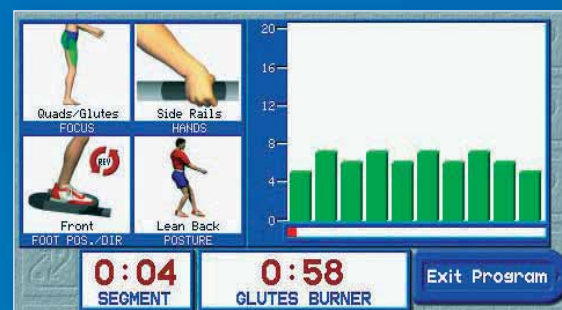 Quads/Glutes
FOCUS
Side Rails
HANDS
REV
Front
FOOT POS./DIR
Lean Back
POSTURE
20
16
12
8
4
0
0:04
SEGMENT
0:58
GLUTES BURNER
Exit Program